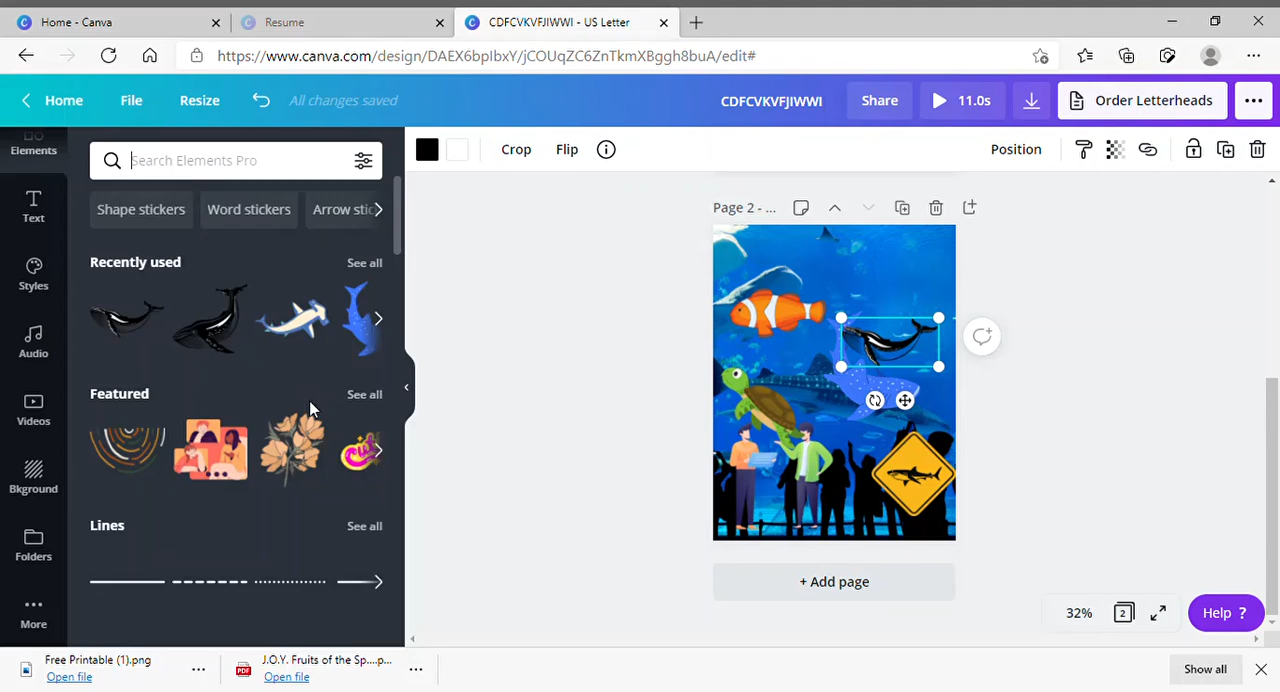 Home - Canva
Resume
CDFCVKVFJIWWI - US Letter
https://www.canva.com/design/DAEX6bpIbxY/jCOUqZC6ZnTkmXBggh8buA/edit#
Home
File
Resize
All changes saved
CDFCVKVFJIWWI
Share
11.0s
Order Letterheads
Elements
Text
Styles
Audio
Videos
Bkground
Folders
More
Search Elements Pro
Shape stickers
Word stickers
Arrow stic
Recently used
See all
Featured
See all
Cut
Lines
See all
Crop
Flip
Position
Page 2 - ...
+ Add page
32%
2
Help ?
Free Printable (1).png
Open file
J.O.Y. Fruits of the Sp....p...
PDF
Open file
Show all